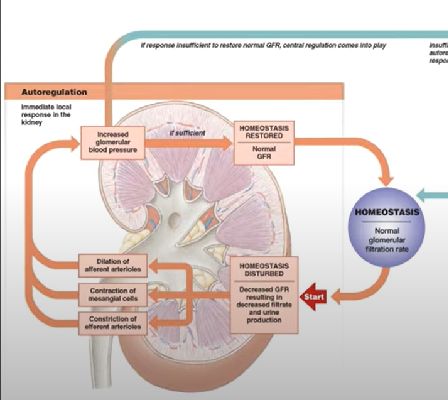 If response insufficient to restore normal GFR, central regulation comes into play
Autoregulation
Immediate local
response in the
kidney
Increased
glomerular
blood pressure
If sufficient
HOMEOSTASIS
RESTORED
Normal
GFR
HOMEOSTASIS
Normal
glomerular
filtration rate
Dilation of
afferent arterioles
Contraction of
mesangial cells
Constriction of
efferent arterioles
HOMEOSTASIS
DISTURBED
Decreased GFR
resulting in
decreased filtrate
and urine
production
Start